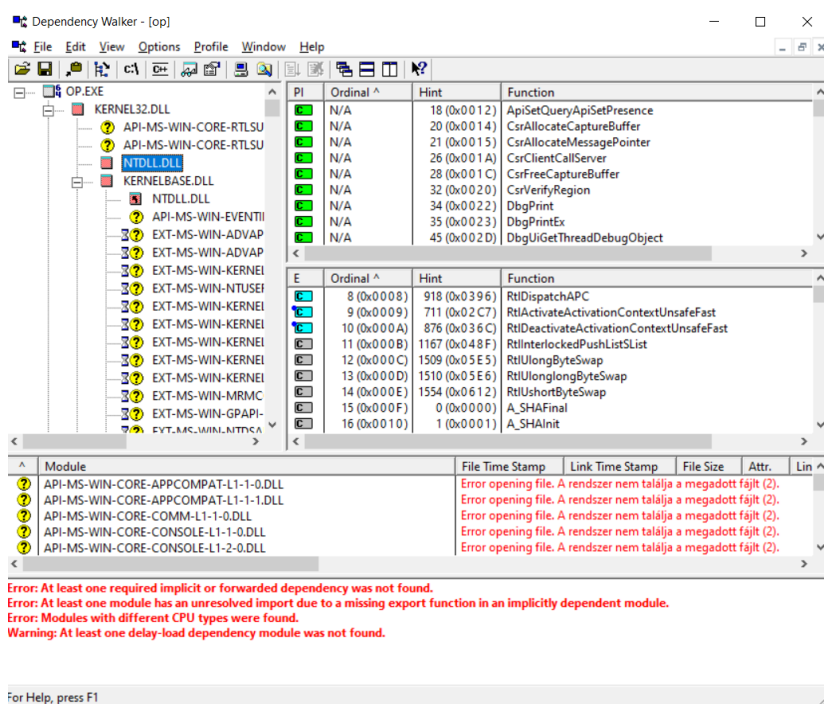 Dependency Walker - [op]
File Edit View Options Profile Window Help
C:\ C++
OP.EXE
KERNEL32.DLL
API-MS-WIN-CORE-RTLSU
API-MS-WIN-CORE-RTLSU
NTDLL.DLL
KERNELBASE.DLL
NTDLL.DLL
API-MS-WIN-EVENTII
EXT-MS-WIN-ADVAP
EXT-MS-WIN-ADVAP
EXT-MS-WIN-KERNEL
EXT-MS-WIN-NTUSEF
EXT-MS-WIN-KERNEL
EXT-MS-WIN-KERNEL
EXT-MS-WIN-KERNEL
EXT-MS-WIN-KERNEL
EXT-MS-WIN-KERNEL
EXT-MS-WIN-MRMC
EXT-MS-WIN-GPAPI-
EXT-MS-WIN-NTDSA
PI Ordinal ^ Hint Function
C N/A 18 (0x0012) ApiSetQueryApiSetPresence
C N/A 20 (0x0014) CsrAllocateCaptureBuffer
C N/A 21 (0x0015) CsrAllocateMessagePointer
C N/A 26 (0x001A) CsrClientCallServer
C N/A 28 (0x001C) CsrFreeCaptureBuffer
C N/A 32 (0x0020) CsrVerifyRegion
C N/A 34 (0x0022) DbgPrint
C N/A 35 (0x0023) DbgPrintEx
C N/A 45 (0x002D) DbgUiGetThreadDebugObject
E Ordinal ^ Hint Function
C 8 (0x0008) 918 (0x0396) RtlDispatchAPC
C 9 (0x0009) 711 (0x02C7) RtlActivateActivationContextUnsafeFast
C 10 (0x000A) 876 (0x036C) RtlDeactivateActivationContextUnsafeFast
C 11 (0x000B) 1167 (0x048F) RtlInterlockedPushListSList
C 12 (0x000C) 1509 (0x05E5) RtlUlongByteSwap
C 13 (0x000D) 1510 (0x05E6) RtlUlonglongByteSwap
C 14 (0x000E) 1554 (0x0612) RtlUshortByteSwap
C 15 (0x000F) 0 (0x0000) A_SHAFinal
C 16 (0x0010) 1 (0x0001) A_SHAInit
^ Module File Time Stamp Link Time Stamp File Size Attr. Lin
API-MS-WIN-CORE-APPCOMPAT-L1-1-0.DLL Error opening file. A rendszer nem találja a megadott fájlt (2).
API-MS-WIN-CORE-APPCOMPAT-L1-1-1.DLL Error opening file. A rendszer nem találja a megadott fájlt (2).
API-MS-WIN-CORE-COMM-L1-1-0.DLL Error opening file. A rendszer nem találja a megadott fájlt (2).
API-MS-WIN-CORE-CONSOLE-L1-1-0.DLL Error opening file. A rendszer nem találja a megadott fájlt (2).
API-MS-WIN-CORE-CONSOLE-L1-2-0.DLL Error opening file. A rendszer nem találja a megadott fájlt (2).
Error: At least one required implicit or forwarded dependency was not found.
Error: At least one module has an unresolved import due to a missing export function in an implicitly dependent module.
Error: Modules with different CPU types were found.
Warning: At least one delay-load dependency module was not found.
For Help, press F1